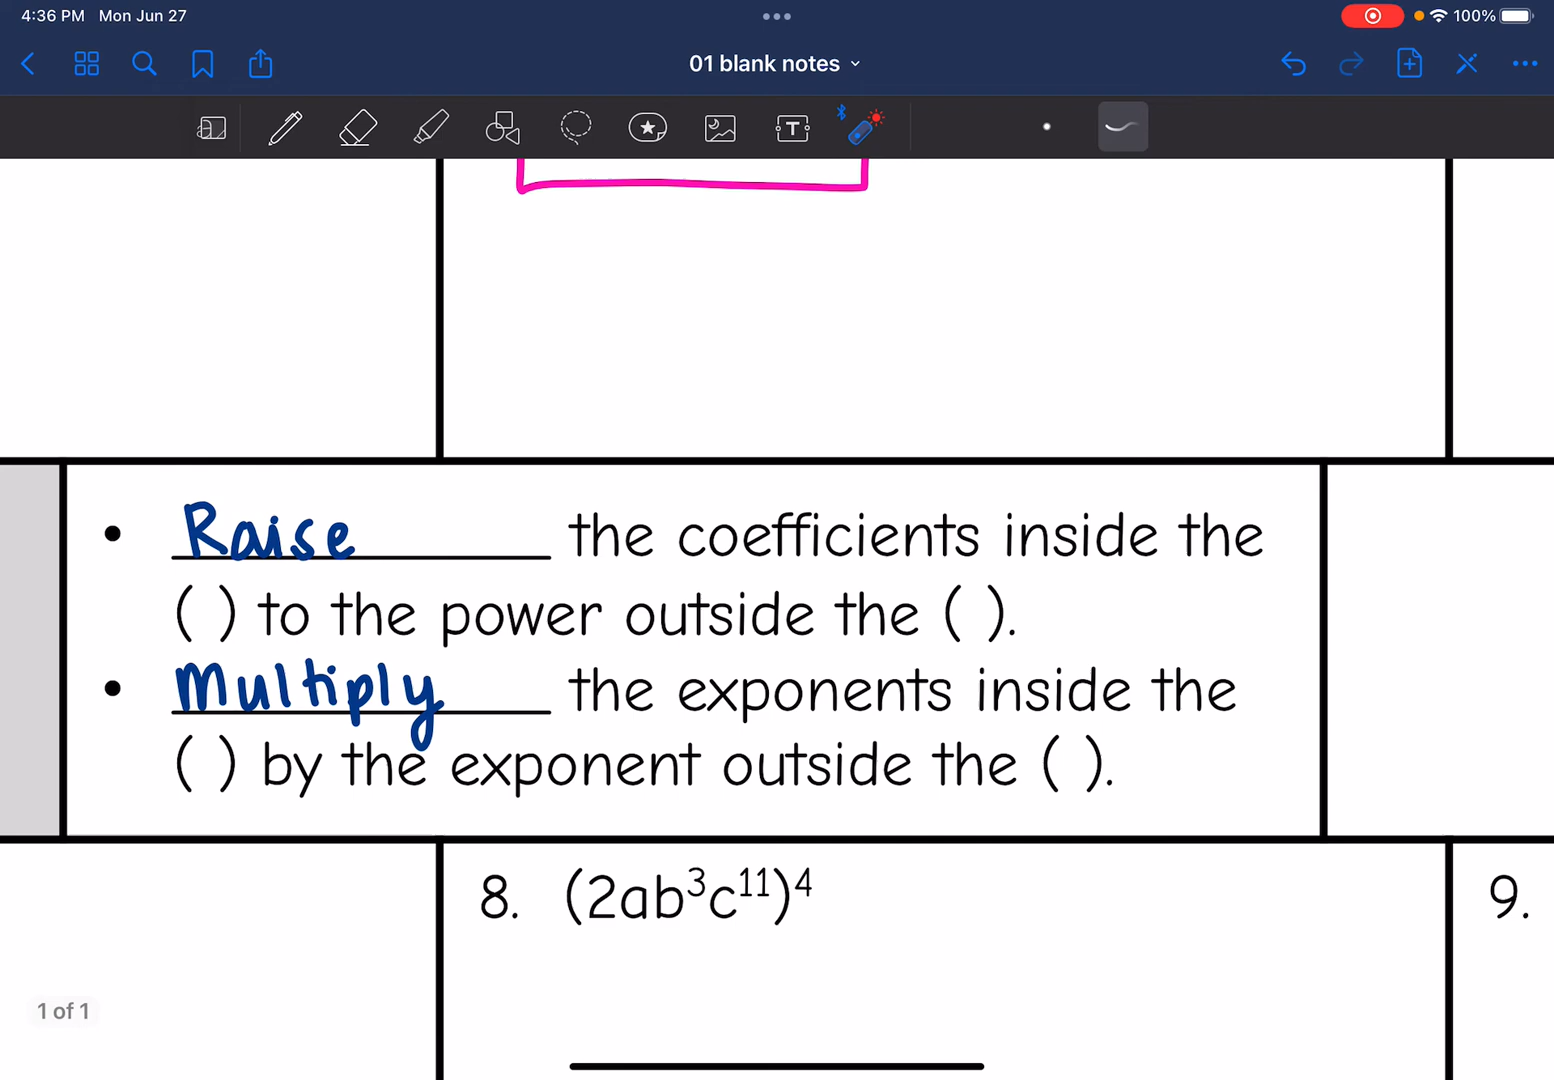 4:36 PM Mon Jun 27
100%
01 blank notes
T
• Raise the coefficients inside the
( ) to the power outside the ( ).
• Multiply the exponents inside the
( ) by the exponent outside the ( ).
8. (2ab³c¹¹)⁴
9.
1 of 1